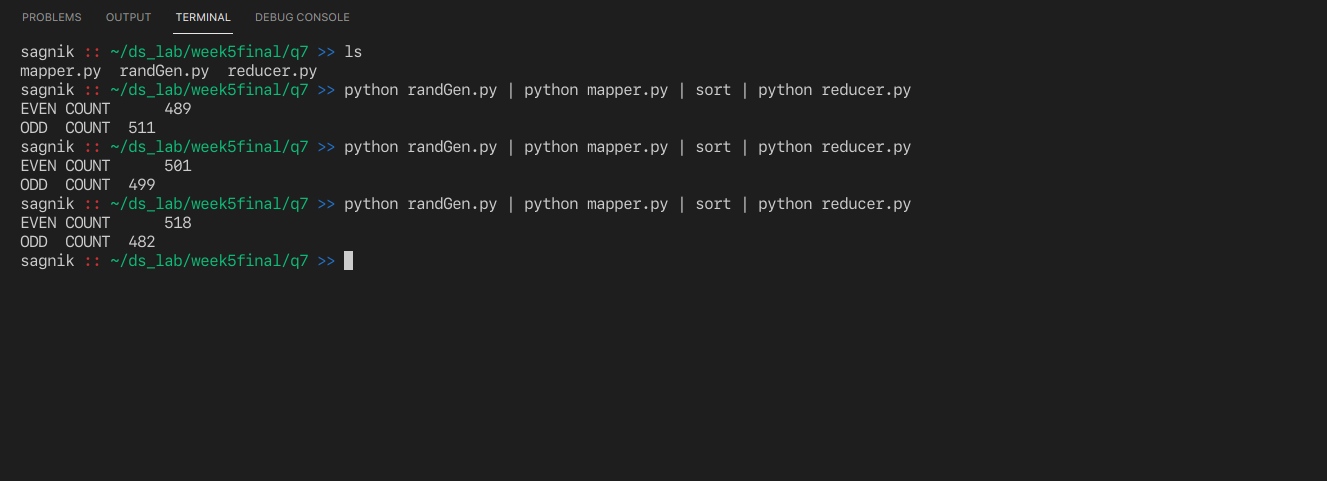 PROBLEMS OUTPUT TERMINAL DEBUG CONSOLE
sagnik :: ~/ds_lab/week5final/q7 >> ls
mapper.py  randGen.py  reducer.py
sagnik :: ~/ds_lab/week5final/q7 >> python randGen.py | python mapper.py | sort | python reducer.py
EVEN COUNT      489
ODD  COUNT  511
sagnik :: ~/ds_lab/week5final/q7 >> python randGen.py | python mapper.py | sort | python reducer.py
EVEN COUNT      501
ODD  COUNT  499
sagnik :: ~/ds_lab/week5final/q7 >> python randGen.py | python mapper.py | sort | python reducer.py
EVEN COUNT      518
ODD  COUNT  482
sagnik :: ~/ds_lab/week5final/q7 >>